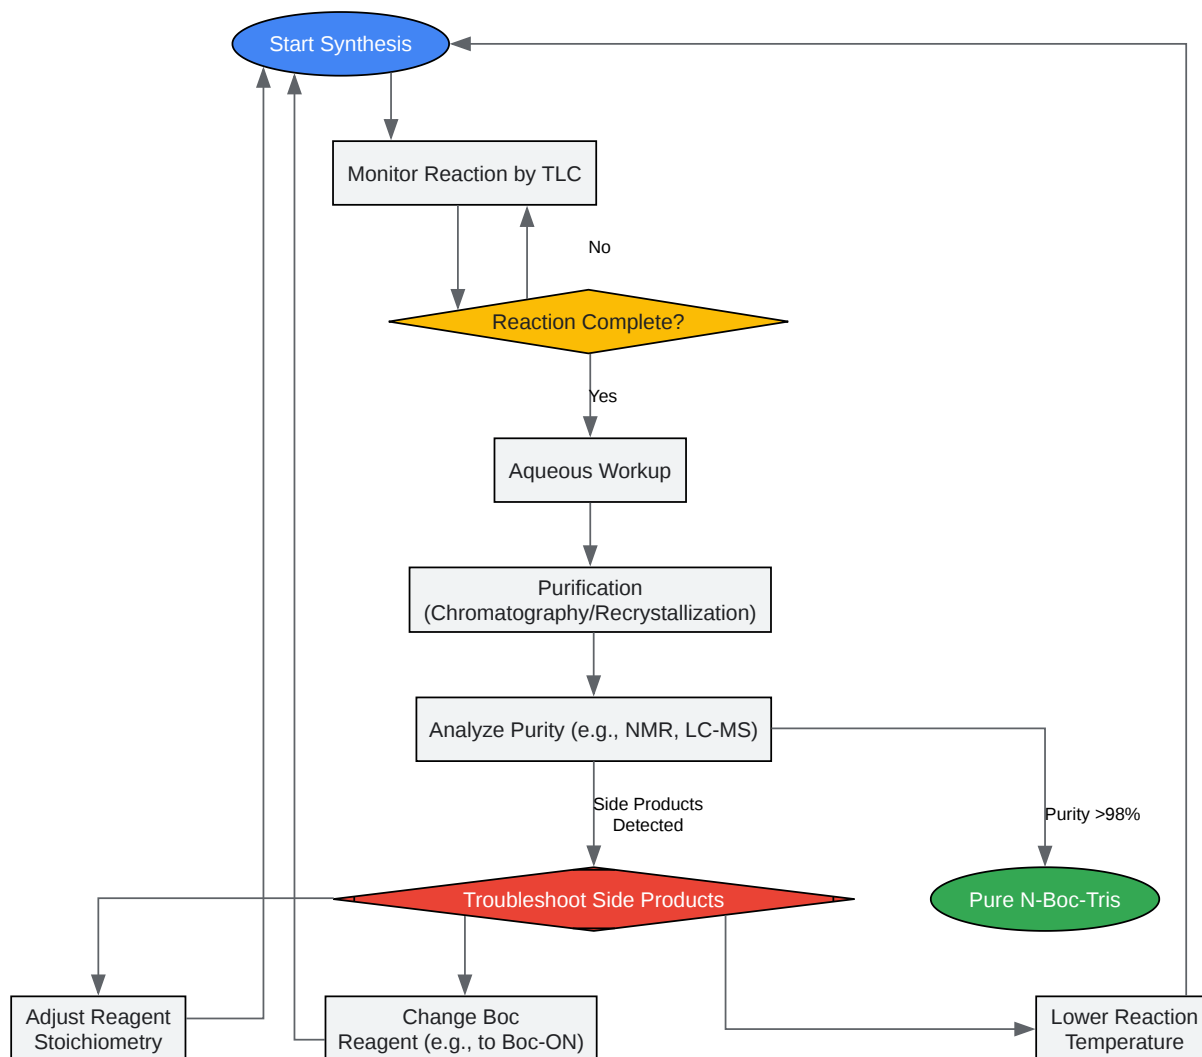 Start Synthesis
Monitor Reaction by TLC
No
Reaction Complete?
Yes
Aqueous Workup
Purification
(Chromatography/Recrystallization)
Analyze Purity (e.g., NMR, LC-MS)
Side Products
Detected
Purity >98%
Troubleshoot Side Products
Pure N-Boc-Tris
Adjust Reagent
Stoichiometry
Change Boc
Reagent (e.g., to Boc-ON)
Lower Reaction
Temperature